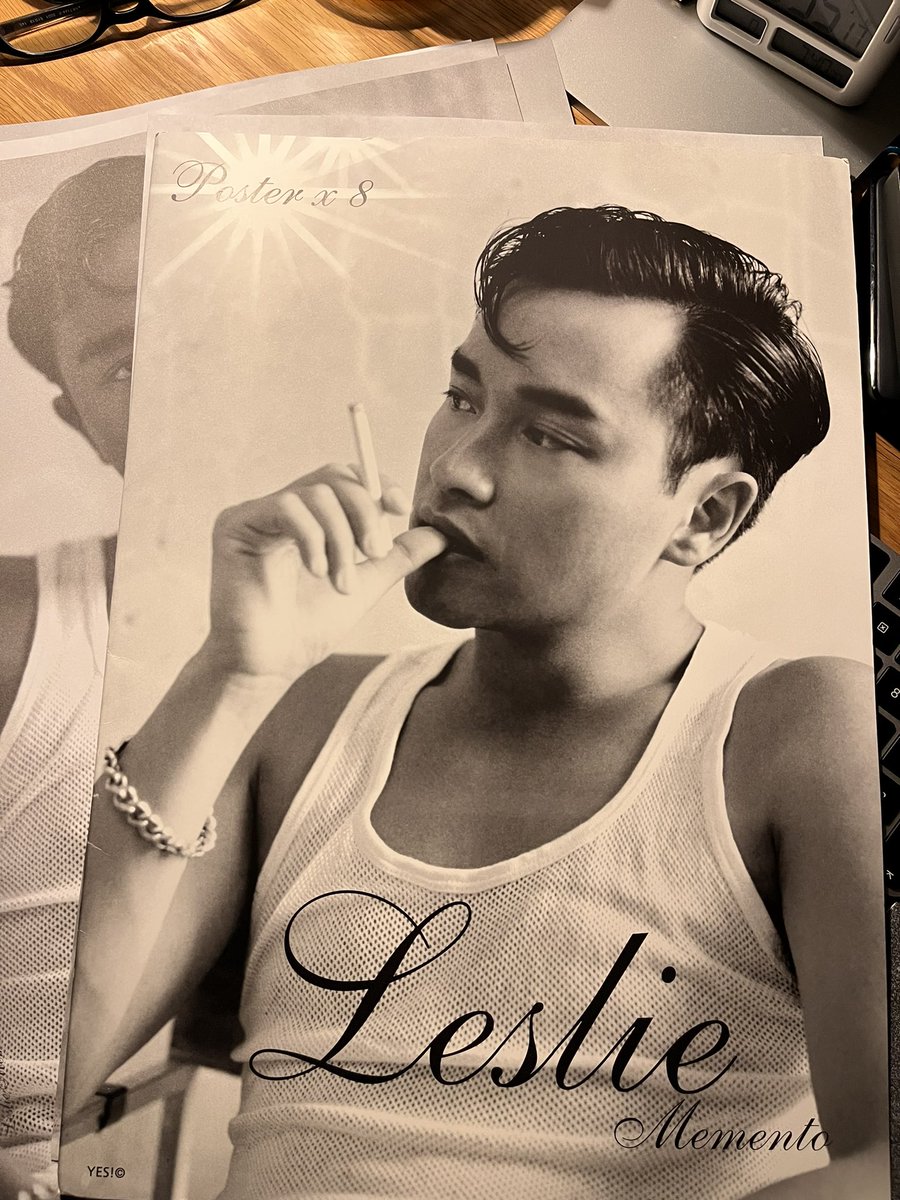 Poster x 8
Leslie
Memento
YES!©